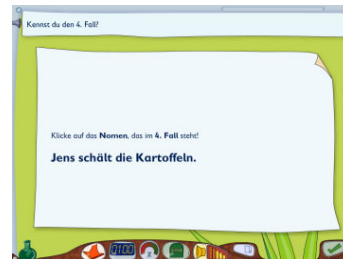 Kennst du den 4. Fall?
Klicke auf das Nomen, das im 4. Fall steht!
Jens schält die Kartoffeln.